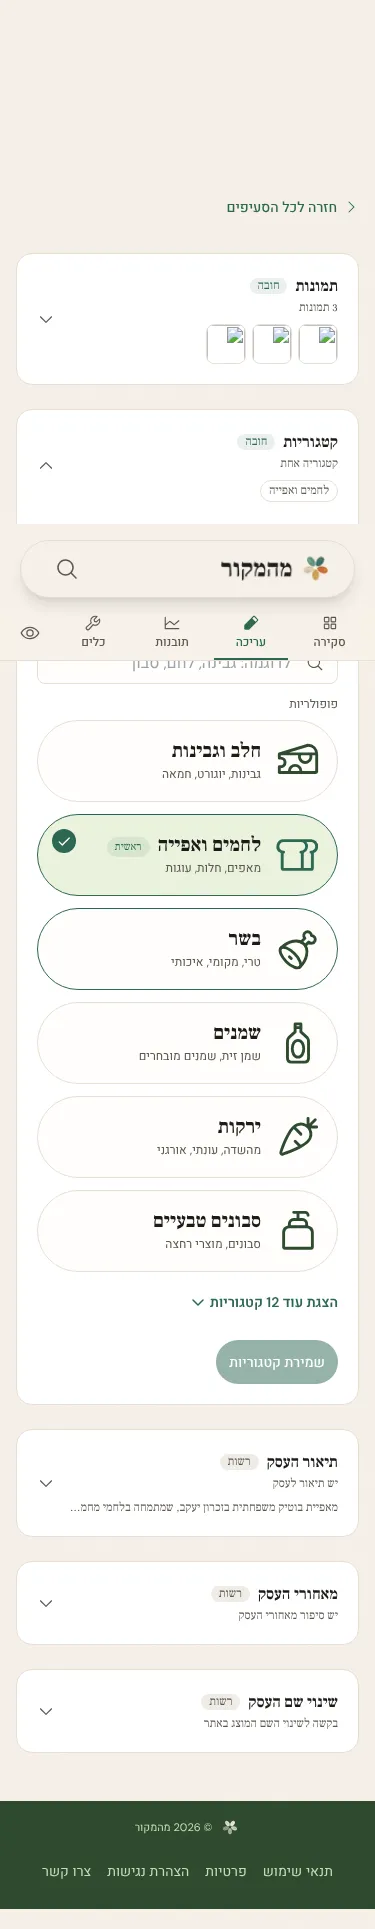 חזרה לכל הסעיפים
תמונות חובה
3 תמונות
קטגוריות חובה
קטגוריה אחת
לחמים ואפייה
מהמקור
סקירה
עריכה
תובנות
כלים
לדוגמה: גבינה, לחם, סבון
פופולריות
חלב וגבינות
גבינות, יוגורט, חמאה
לחמים ואפייה ראשית
מאפים, חלות, עוגות
בשר
טרי, מקומי, איכותי
שמנים
שמן זית, שמנים מובחרים
ירקות
מהשדה, עונתי, אורגני
סבונים טבעיים
סבונים, מוצרי רחצה
הצגת עוד 12 קטגוריות
שמירת קטגוריות
תיאור העסק רשות
יש תיאור לעסק
מאפיית בוטיק משפחתית בזכרון יעקב, שמתמחה בלחמי מחמ...
מאחורי העסק רשות
יש סיפור מאחורי העסק
שינוי שם העסק רשות
בקשה לשינוי השם המוצג באתר
© 2026 מהמקור
תנאי שימוש
פרטיות
הצהרת נגישות
צרו קשר